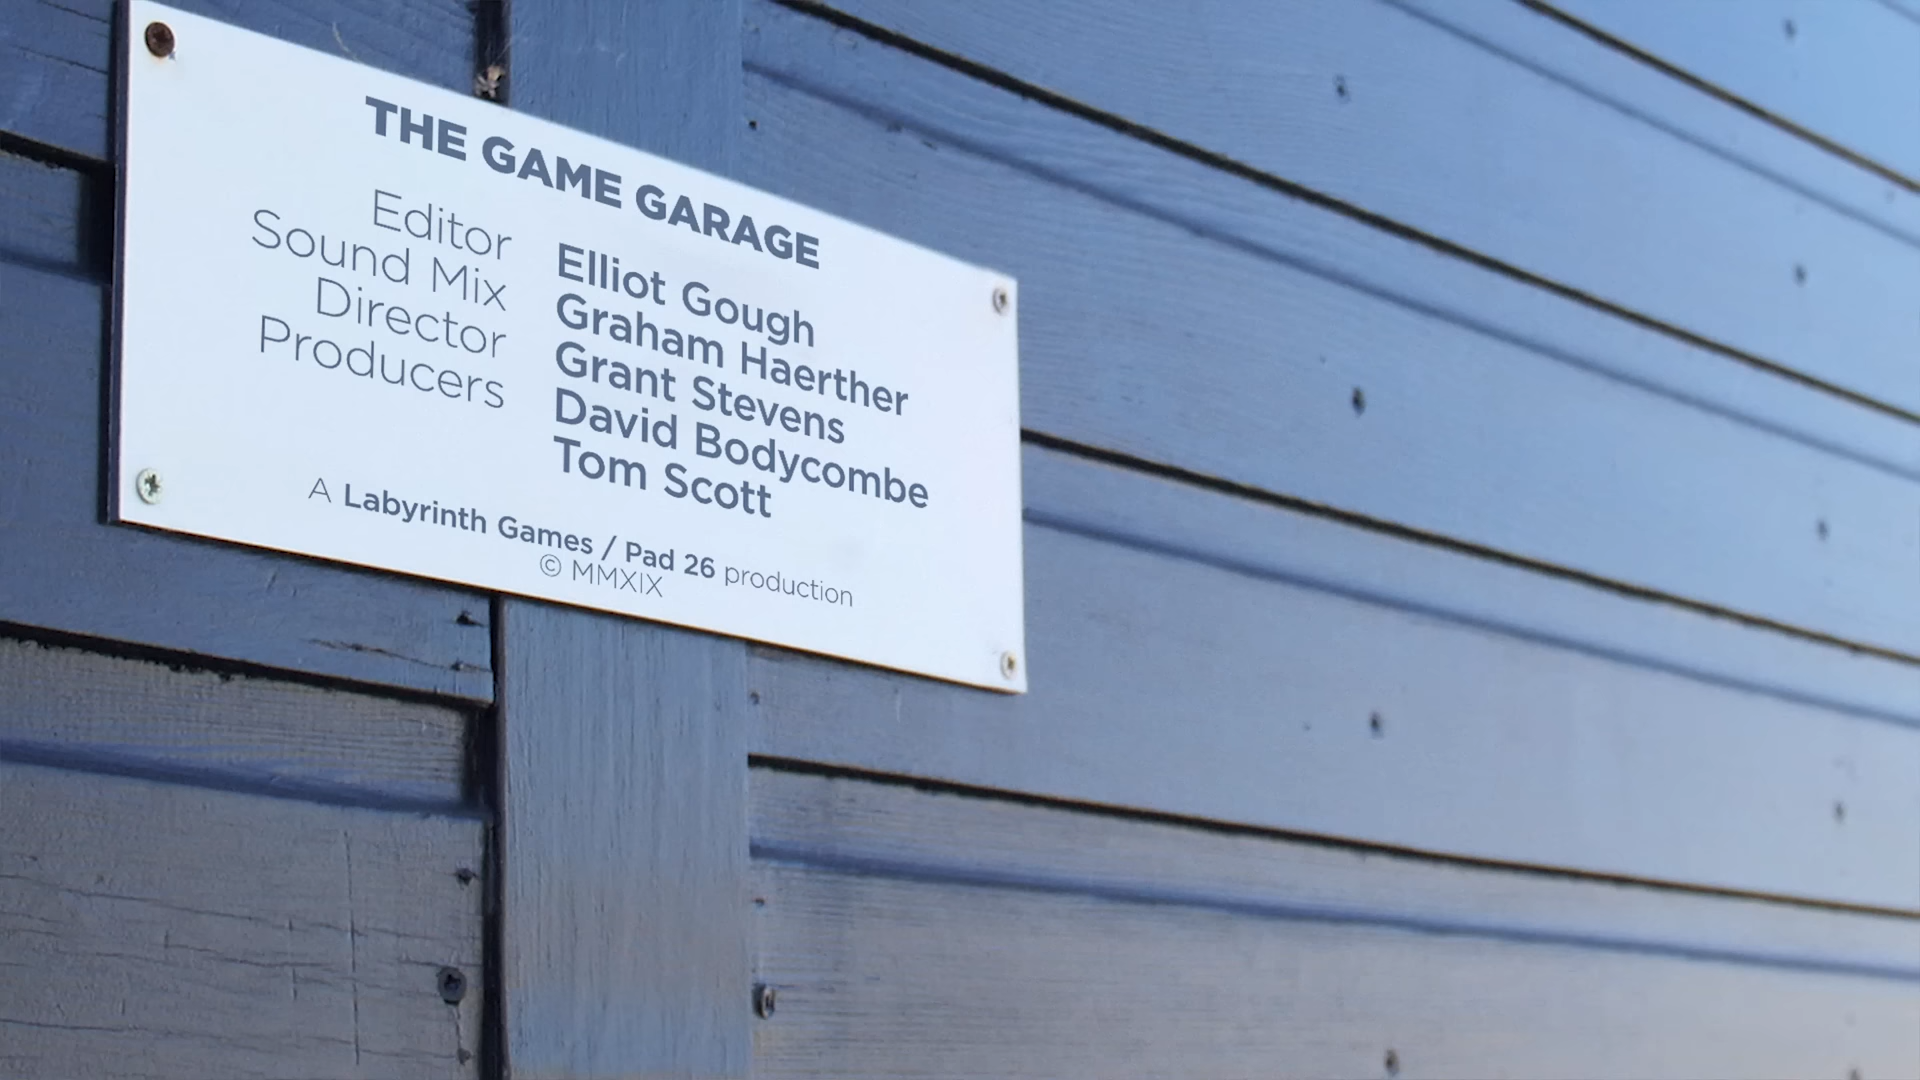 THE GAME GARAGE
Editor Elliot Gough
Sound Mix Graham Haerther
Director Grant Stevens
Producers David Bodycombe
Tom Scott
A Labyrinth Games / Pad 26 production
© MMXIX